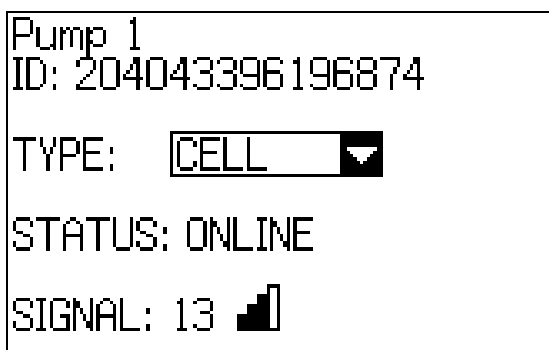 Pump 1
ID: 204043396196874
TYPE: CELL
STATUS: ONLINE
SIGNAL: 13